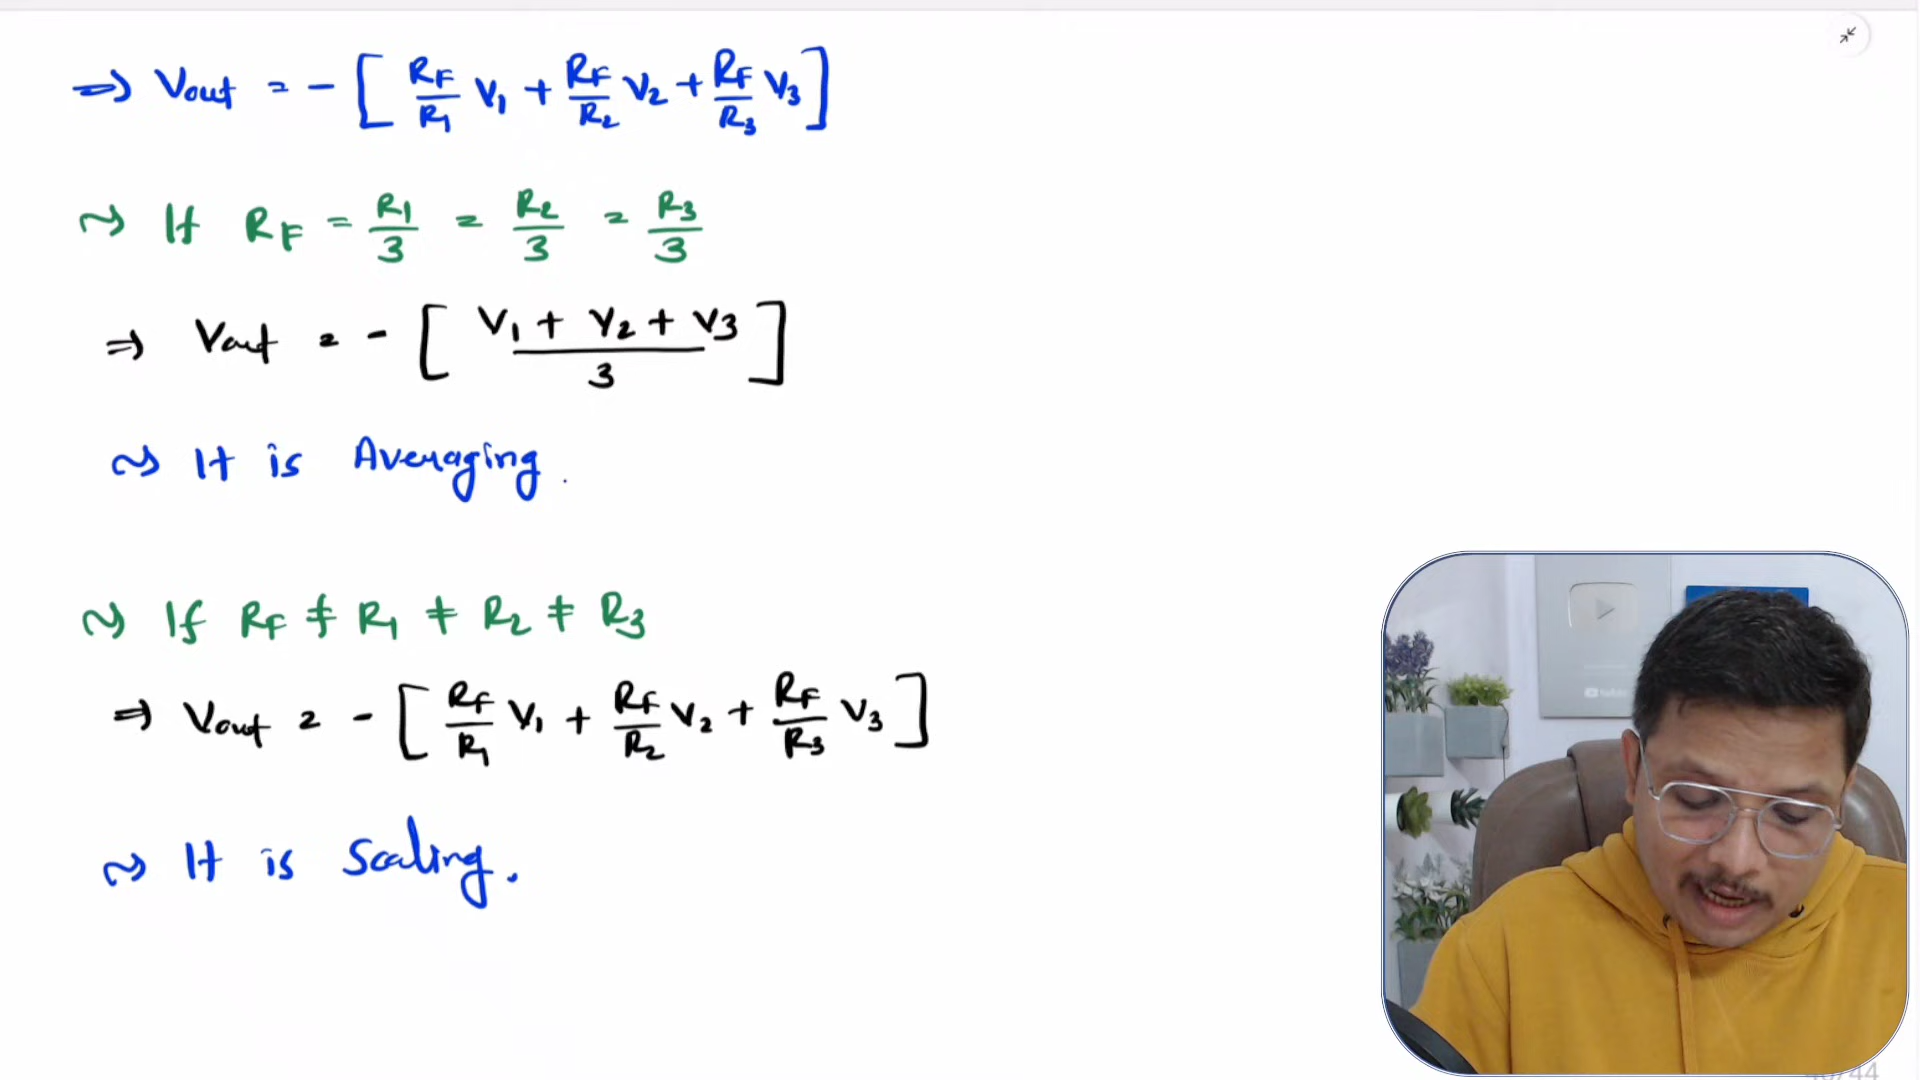 ⇒ Vout = - [ RF/R1 V1 + RF/R2 V2 + RF/R3 V3 ]
~> If RF = R1/3 = R2/3 = R3/3
⇒ Vout = - [ V1 + V2 + V3 / 3 ]
~> It is Averaging.
~> If RF ≠ R1 ≠ R2 ≠ R3
⇒ Vout = - [ RF/R1 V1 + RF/R2 V2 + RF/R3 V3 ]
~> It is Scaling.